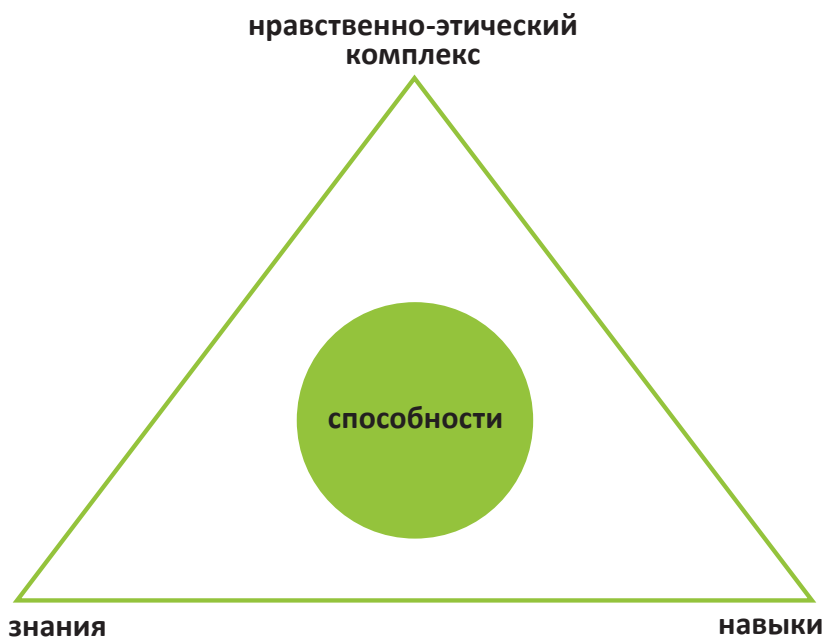 нравственно-этический
комплекс
способности
знания
навыки